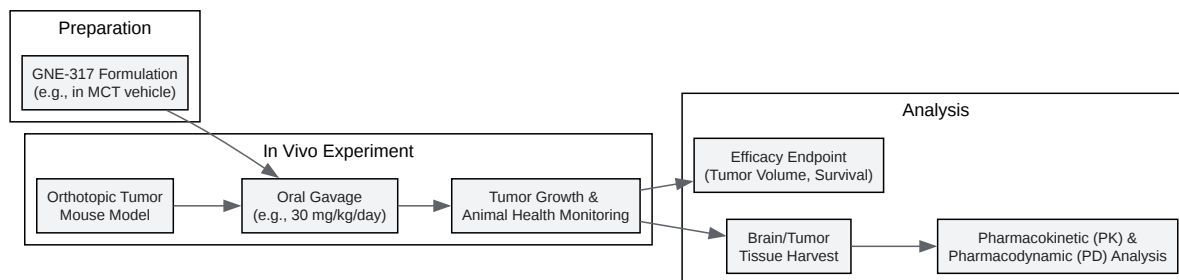 Preparation
GNE-317 Formulation
(e.g., in MCT vehicle)
In Vivo Experiment
Orthotopic Tumor
Mouse Model
Oral Gavage
(e.g., 30 mg/kg/day)
Tumor Growth &
Animal Health Monitoring
Analysis
Efficacy Endpoint
(Tumor Volume, Survival)
Brain/Tumor
Tissue Harvest
Pharmacokinetic (PK) &
Pharmacodynamic (PD) Analysis